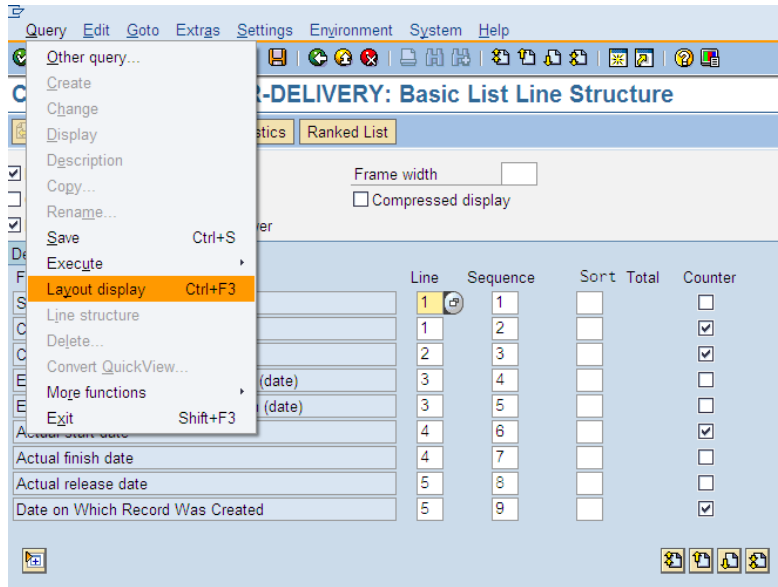 Query Edit Goto Extras Settings Environment System Help
Other query...
Create
Change
-DELIVERY: Basic List Line Structure
Display
stics Ranked List
Description
Frame width
Copy...
Compressed display
Rename...
Save Ctrl+S
Execute
Line Sequence Sort Total Counter
Layout display Ctrl+F3
1 1
Line structure
1 2
Delete...
2 3
Convert QuickView...
(date) 3 4
More functions
(date) 3 5
Exit Shift+F3
Actual start date 4 6
Actual finish date 4 7
Actual release date 5 8
Date on Which Record Was Created 5 9